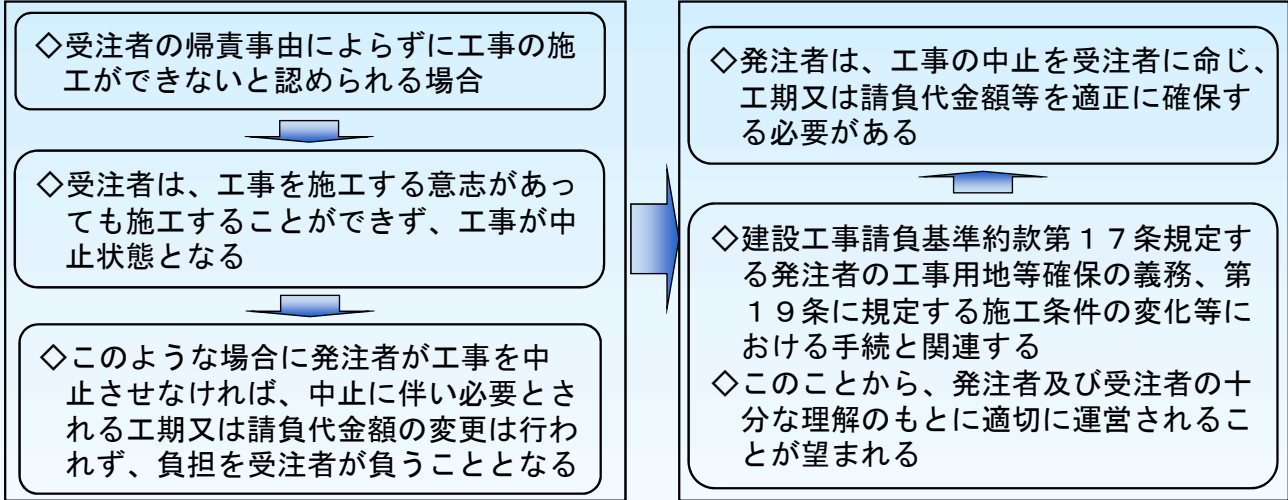 ◇受注者の帰責事由によらずに工事の施
工ができないと認められる場合
◇受注者は、工事を施工する意志があっ
ても施工することができず、工事が中
止状態となる
◇このような場合に発注者が工事を中
止させなければ、中止に伴い必要とさ
れる工期又は請負代金額の変更は行わ
れず、負担を受注者が負うこととなる
◇発注者は、工事の中止を受注者に命じ、
工期又は請負代金額等を適正に確保す
る必要がある
◇建設工事請負基準約款第１７条規定す
る発注者の工事用地等確保の義務、第
１９条に規定する施工条件の変化等に
おける手続と関連する
◇このことから、発注者及び受注者の十
分な理解のもとに適切に運営されるこ
とが望まれる